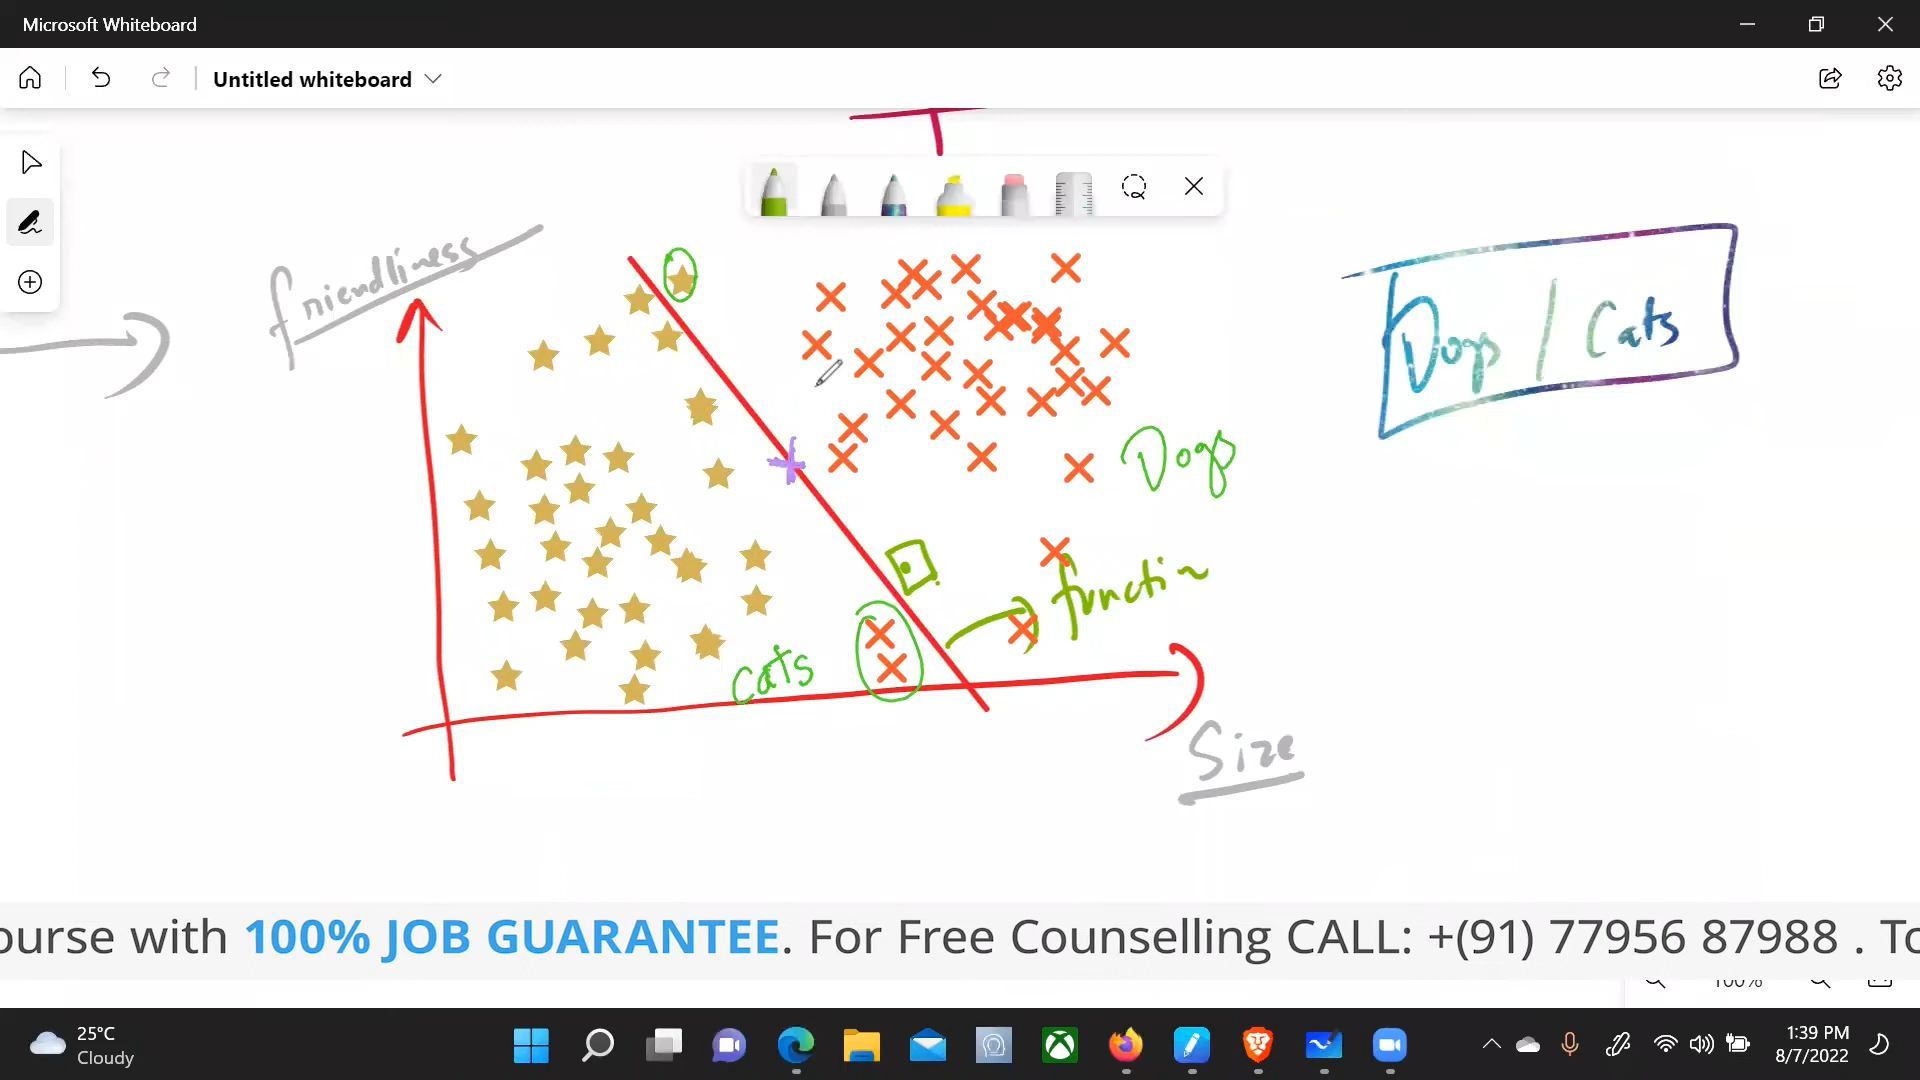 Microsoft Whiteboard
Untitled whiteboard
friendliness
Dogs / Cats
Dogs
function
cats
Size
ourse with 100% JOB GUARANTEE. For Free Counselling CALL: +(91) 77956 87988 . To
100%
25°C
Cloudy
1:39 PM
8/7/2022